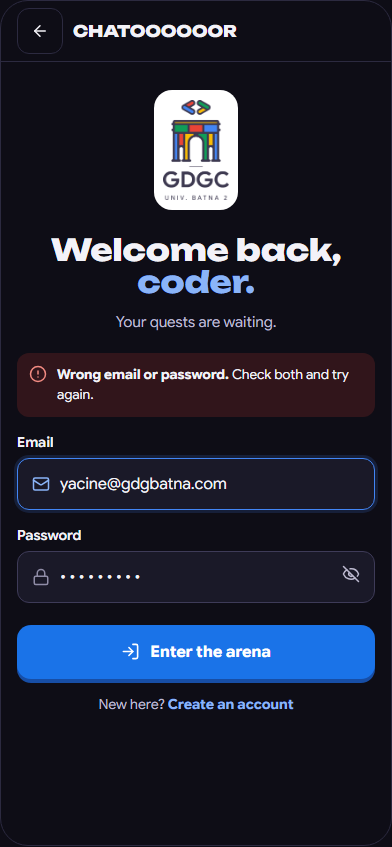 CHATOOOOOOR
GDGC
UNIV. BATNA 2
Welcome back,
coder.
Your quests are waiting.
Wrong email or password. Check both and try
again.
Email
yacine@gdgbatna.com
Password
•••••••••
Enter the arena
New here? Create an account